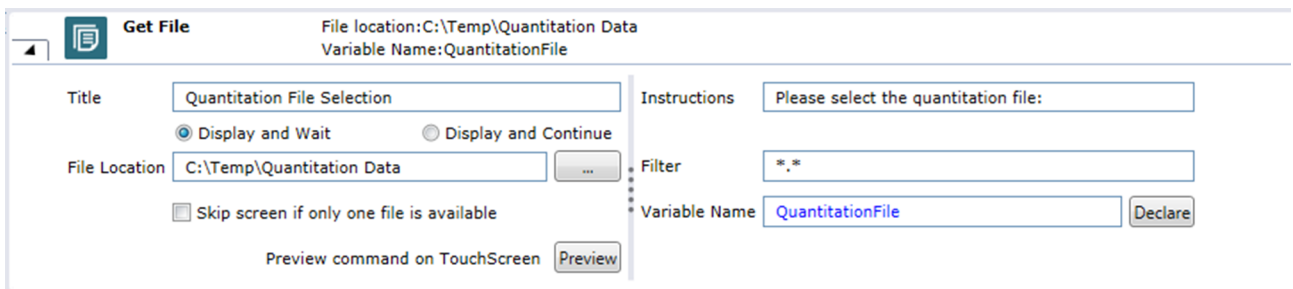 Get File
File location:C:\Temp\Quantitation Data
Variable Name:QuantitationFile
Title
Quantitation File Selection
Instructions
Please select the quantitation file:
Display and Wait
Display and Continue
File Location
C:\Temp\Quantitation Data
...
Filter
*.*
Skip screen if only one file is available
Variable Name
QuantitationFile
Declare
Preview command on TouchScreen
Preview